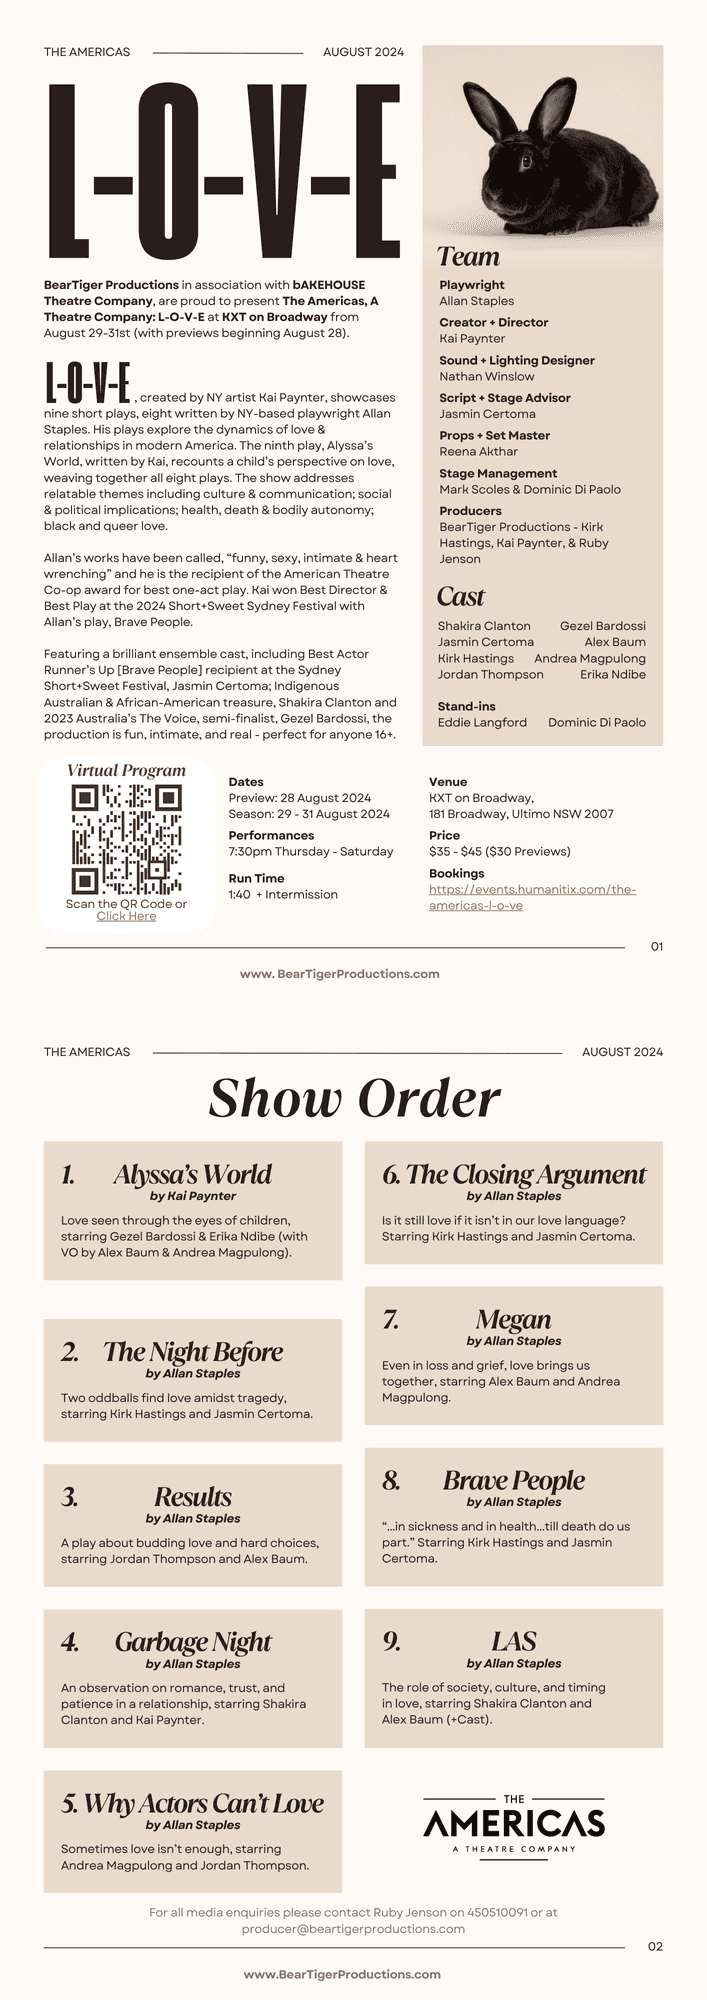 THE AMERICAS
AUGUST 2024
L-O-V-E
BearTiger Productions in association with bAKEHOUSE
Theatre Company, are proud to present The Americas, A
Theatre Company: L-O-V-E at KXT on Broadway from
August 29-31st (with previews beginning August 28).
L-O-V-E , created by NY artist Kai Paynter, showcases
nine short plays, eight written by NY-based playwright Allan
Staples. His plays explore the dynamics of love &
relationships in modern America. The ninth play, Alyssa's
World, written by Kai, recounts a child's perspective on love,
weaving together all eight plays. The show addresses
relatable themes including culture & communication; social
& political implications; health, death & bodily autonomy;
black and queer love.
Allan's works have been called, "funny, sexy, intimate & heart
wrenching" and he is the recipient of the American Theatre
Co-op award for best one-act play. Kai won Best Director &
Best Play at the 2024 Short+Sweet Sydney Festival with
Allan's play, Brave People.
Featuring a brilliant ensemble cast, including Best Actor
Runner's Up [Brave People] recipient at the Sydney
Short+Sweet Festival, Jasmin Certoma; Indigenous
Australian & African-American treasure, Shakira Clanton and
2023 Australia's The Voice, semi-finalist, Gezel Bardossi, the
production is fun, intimate, and real - perfect for anyone 16+.
Team
Playwright
Allan Staples
Creator + Director
Kai Paynter
Sound + Lighting Designer
Nathan Winslow
Script + Stage Advisor
Jasmin Certoma
Props + Set Master
Reena Akthar
Stage Management
Mark Scoles & Dominic Di Paolo
Producers
BearTiger Productions - Kirk
Hastings, Kai Paynter, & Ruby
Jenson
Cast
Shakira Clanton Gezel Bardossi
Jasmin Certoma Alex Baum
Kirk Hastings Andrea Magpulong
Jordan Thompson Erika Ndibe
Stand-ins
Eddie Langford Dominic Di Paolo
Virtual Program
Scan the QR Code or
Click Here
Dates
Preview: 28 August 2024
Season: 29 - 31 August 2024
Performances
7:30pm Thursday - Saturday
Run Time
1:40 + Intermission
Venue
KXT on Broadway,
181 Broadway, Ultimo NSW 2007
Price
$35 - $45 ($30 Previews)
Bookings
https://events.humanitix.com/the-
americas-l-o-ve
01
www. BearTigerProductions.com
THE AMERICAS
AUGUST 2024
Show Order
1. Alyssa's World
by Kai Paynter
Love seen through the eyes of children,
starring Gezel Bardossi & Erika Ndibe (with
VO by Alex Baum & Andrea Magpulong).
2. The Night Before
by Allan Staples
Two oddballs find love amidst tragedy,
starring Kirk Hastings and Jasmin Certoma.
3. Results
by Allan Staples
A play about budding love and hard choices,
starring Jordan Thompson and Alex Baum.
4. Garbage Night
by Allan Staples
An observation on romance, trust, and
patience in a relationship, starring Shakira
Clanton and Kai Paynter.
5. Why Actors Can't Love
by Allan Staples
Sometimes love isn't enough, starring
Andrea Magpulong and Jordan Thompson.
6. The Closing Argument
by Allan Staples
Is it still love if it isn't in our love language?
Starring Kirk Hastings and Jasmin Certoma.
7. Megan
by Allan Staples
Even in loss and grief, love brings us
together, starring Alex Baum and Andrea
Magpulong.
8. Brave People
by Allan Staples
"...in sickness and in health...till death do us
part." Starring Kirk Hastings and Jasmin
Certoma.
9. LAS
by Allan Staples
The role of society, culture, and timing
in love, starring Shakira Clanton and
Alex Baum (+Cast).
THE
AMERICAS
A THEATRE COMPANY
For all media enquiries please contact Ruby Jenson on 450510091 or at
producer@beartigerproductions.com
02
www.BearTigerProductions.com